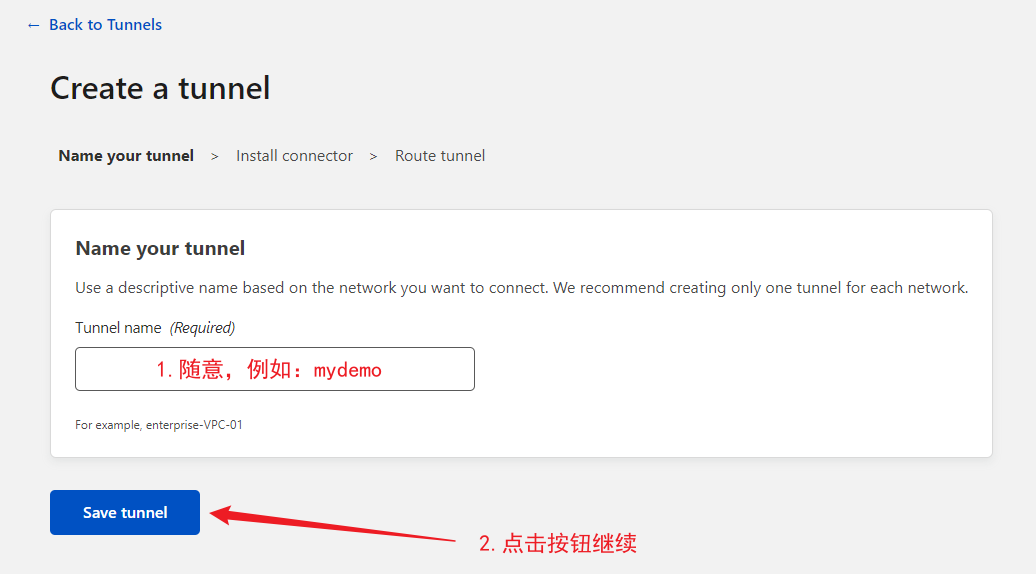 ← Back to Tunnels
Create a tunnel
Name your tunnel > Install connector > Route tunnel
Name your tunnel
Use a descriptive name based on the network you want to connect. We recommend creating only one tunnel for each network.
Tunnel name (Required)
1. 随意，例如：mydemo
For example, enterprise-VPC-01
Save tunnel
2. 点击按钮继续